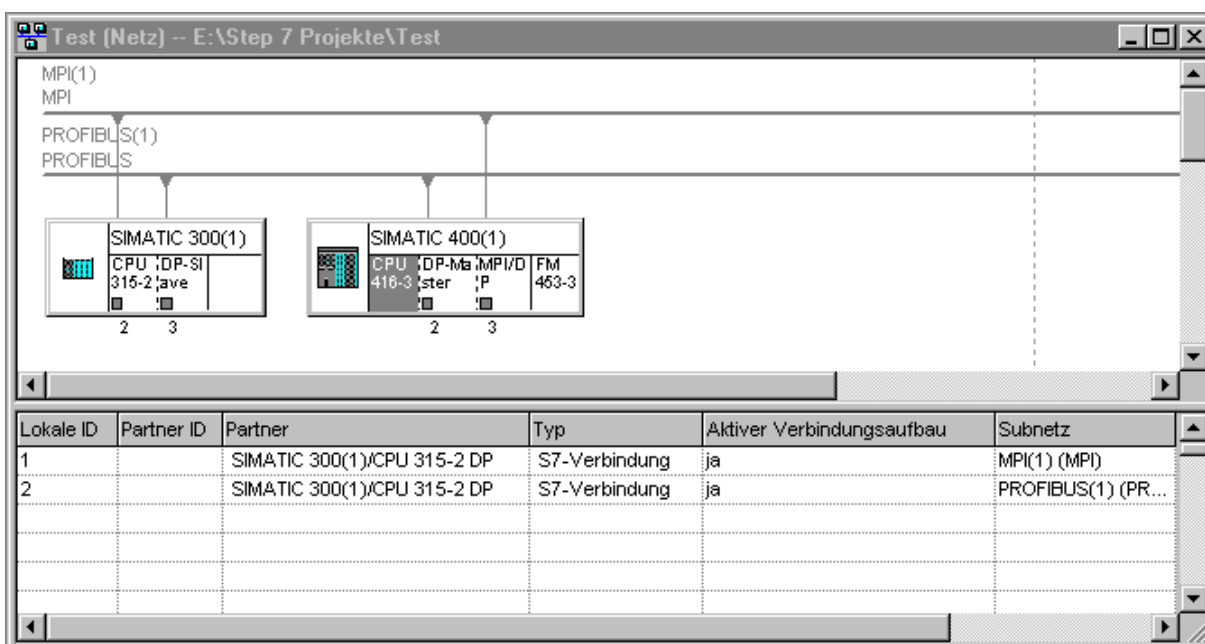 Test (Netz) -- E:\Step 7 Projekte\Test
MPI(1)
MPI
PROFIBUS(1)
PROFIBUS
SIMATIC 300(1)
CPU DP-Sl
315-2 ave
2 3
SIMATIC 400(1)
CPU DP-Ma MPI/D FM
416-3 ster P 453-3
2 3
Lokale ID Partner ID Partner Typ Aktiver Verbindungsaufbau Subnetz
1 SIMATIC 300(1)/CPU 315-2 DP S7-Verbindung ja MPI(1) (MPI)
2 SIMATIC 300(1)/CPU 315-2 DP S7-Verbindung ja PROFIBUS(1) (PR...